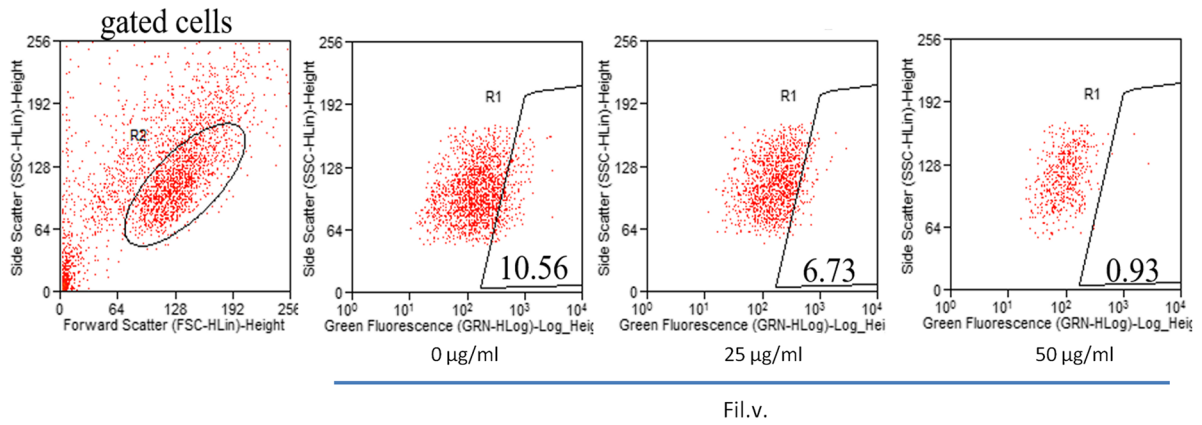 gated cells
256
192
128
64
0
Side Scatter (SSC-HLin)-Height
R2
0 64 128 192 256
Forward Scatter (FSC-HLin)-Height
256
192
128
64
0
Side Scatter (SSC-HLin)-Height
R1
10.56
10⁰ 10¹ 10² 10³ 10⁴
Green Fluorescence (GRN-HLog)-Log_Heig
0 µg/ml
256
192
128
64
0
Side Scatter (SSC-HLin)-Height
R1
6.73
10⁰ 10¹ 10² 10³ 10⁴
Green Fluorescence (GRN-HLog)-Log_Hei
25 µg/ml
256
192
128
64
0
Side Scatter (SSC-HLin)-Height
R1
0.93
10⁰ 10¹ 10² 10³ 10⁴
Green Fluorescence (GRN-HLog)-Log_Heig
50 µg/ml
Fil.v.